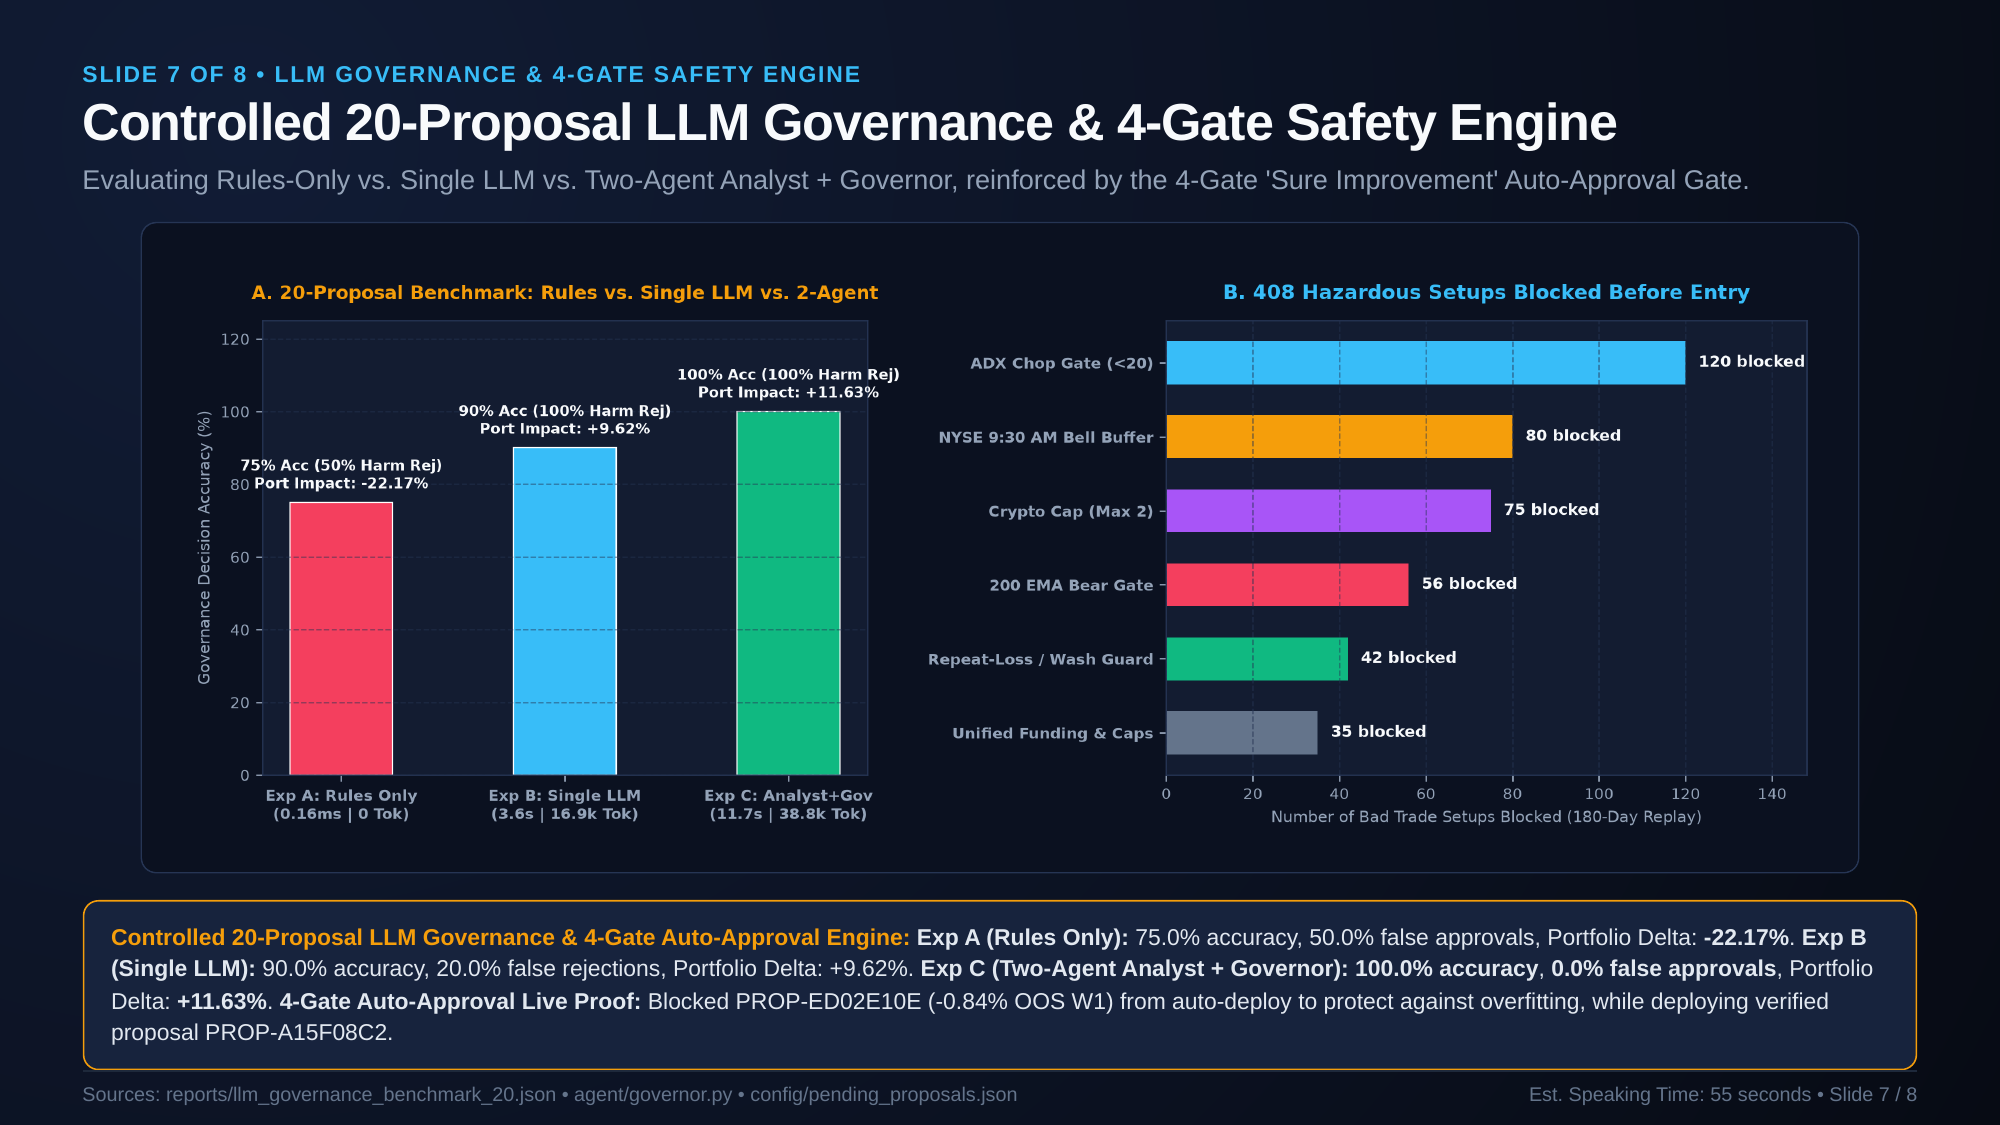 SLIDE 7 OF 8 • LLM GOVERNANCE & 4-GATE SAFETY ENGINE
Controlled 20-Proposal LLM Governance & 4-Gate Safety Engine
Evaluating Rules-Only vs. Single LLM vs. Two-Agent Analyst + Governor, reinforced by the 4-Gate 'Sure Improvement' Auto-Approval Gate.
A. 20-Proposal Benchmark: Rules vs. Single LLM vs. 2-Agent
Governance Decision Accuracy (%)
120
100
80
60
40
20
0
75% Acc (50% Harm Rej)
Port Impact: -22.17%
90% Acc (100% Harm Rej)
Port Impact: +9.62%
100% Acc (100% Harm Rej)
Port Impact: +11.63%
Exp A: Rules Only
(0.16ms | 0 Tok)
Exp B: Single LLM
(3.6s | 16.9k Tok)
Exp C: Analyst+Gov
(11.7s | 38.8k Tok)
B. 408 Hazardous Setups Blocked Before Entry
ADX Chop Gate (<20)
120 blocked
NYSE 9:30 AM Bell Buffer
80 blocked
Crypto Cap (Max 2)
75 blocked
200 EMA Bear Gate
56 blocked
Repeat-Loss / Wash Guard
42 blocked
Unified Funding & Caps
35 blocked
0 20 40 60 80 100 120 140
Number of Bad Trade Setups Blocked (180-Day Replay)
Controlled 20-Proposal LLM Governance & 4-Gate Auto-Approval Engine: Exp A (Rules Only): 75.0% accuracy, 50.0% false approvals, Portfolio Delta: -22.17%. Exp B
(Single LLM): 90.0% accuracy, 20.0% false rejections, Portfolio Delta: +9.62%. Exp C (Two-Agent Analyst + Governor): 100.0% accuracy, 0.0% false approvals, Portfolio
Delta: +11.63%. 4-Gate Auto-Approval Live Proof: Blocked PROP-ED02E10E (-0.84% OOS W1) from auto-deploy to protect against overfitting, while deploying verified
proposal PROP-A15F08C2.
Sources: reports/llm_governance_benchmark_20.json • agent/governor.py • config/pending_proposals.json
Est. Speaking Time: 55 seconds • Slide 7 / 8